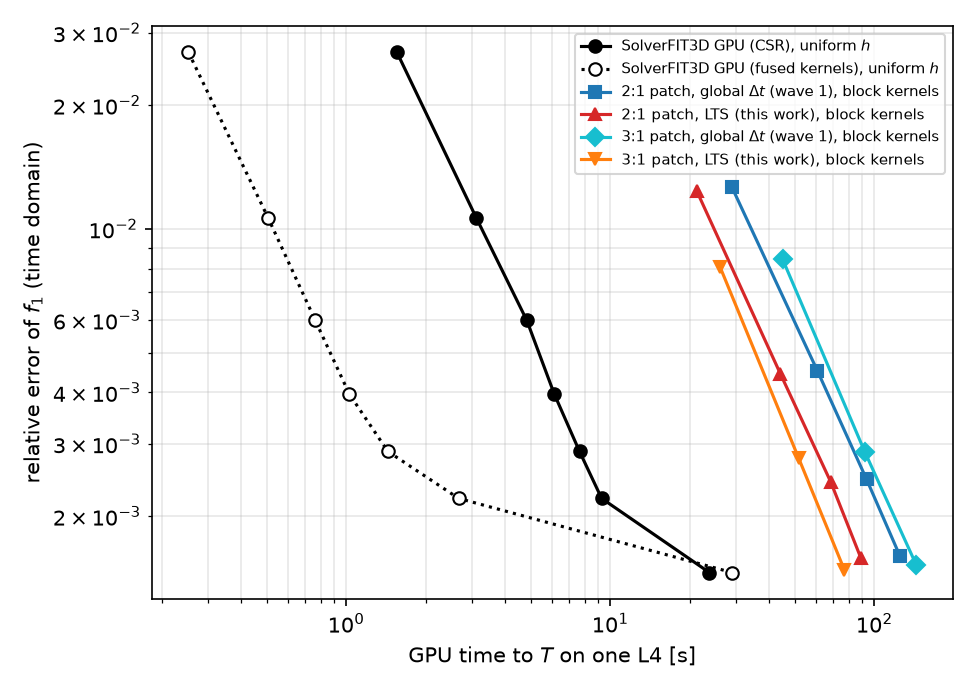 3 × 10⁻²
2 × 10⁻²
10⁻²
6 × 10⁻³
4 × 10⁻³
3 × 10⁻³
2 × 10⁻³
relative error of f₁ (time domain)
SolverFIT3D GPU (CSR), uniform h
SolverFIT3D GPU (fused kernels), uniform h
2:1 patch, global Δt (wave 1), block kernels
2:1 patch, LTS (this work), block kernels
3:1 patch, global Δt (wave 1), block kernels
3:1 patch, LTS (this work), block kernels
10⁰ 10¹ 10²
GPU time to T on one L4 [s]